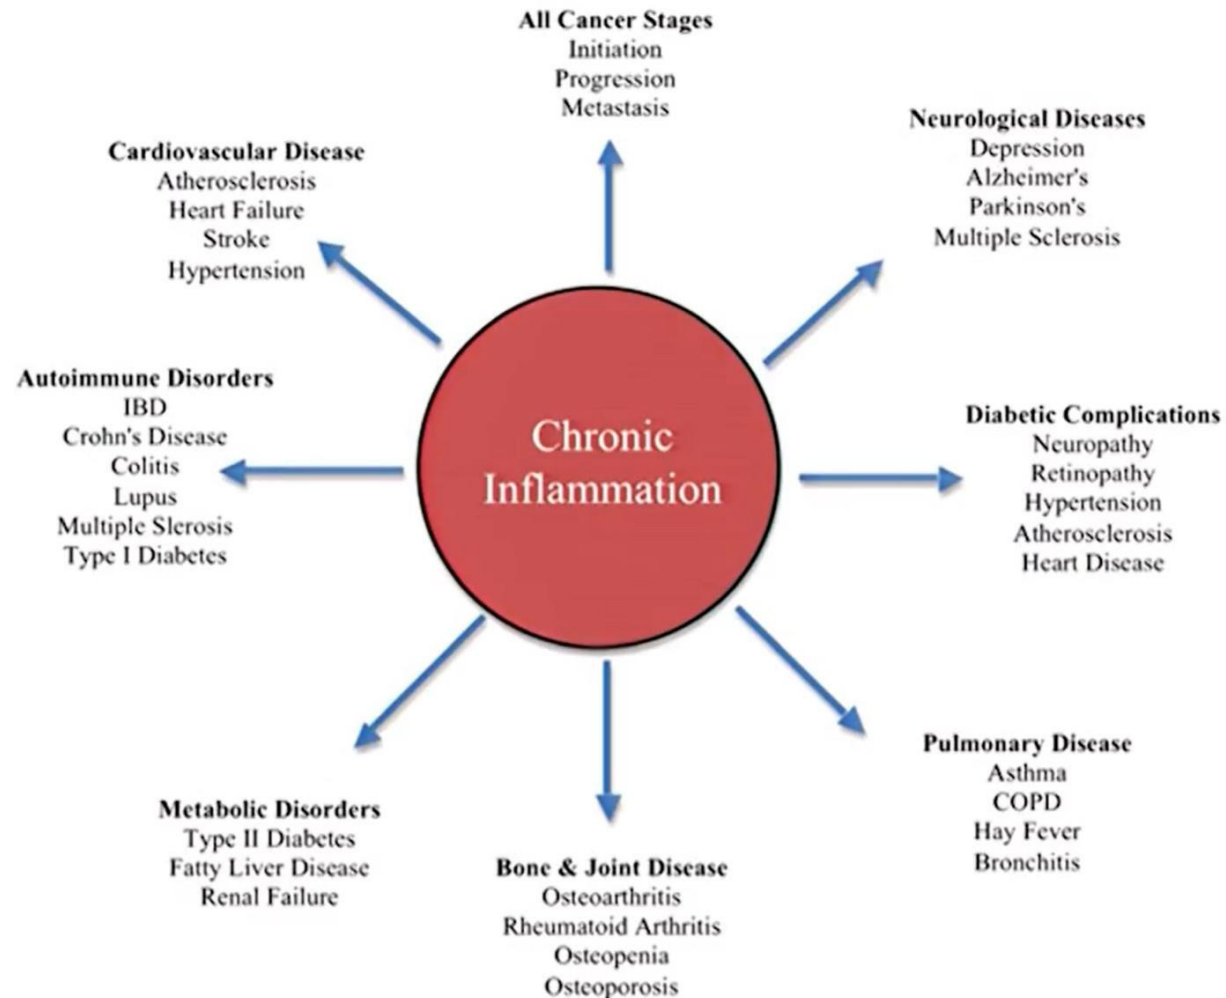 All Cancer Stages
Initiation
Progression
Metastasis
Neurological Diseases
Depression
Alzheimer's
Parkinson's
Multiple Sclerosis
Cardiovascular Disease
Atherosclerosis
Heart Failure
Stroke
Hypertension
Autoimmune Disorders
IBD
Crohn's Disease
Colitis
Lupus
Multiple Slerosis
Type I Diabetes
Chronic
Inflammation
Diabetic Complications
Neuropathy
Retinopathy
Hypertension
Atherosclerosis
Heart Disease
Pulmonary Disease
Asthma
COPD
Hay Fever
Bronchitis
Metabolic Disorders
Type II Diabetes
Fatty Liver Disease
Renal Failure
Bone & Joint Disease
Osteoarthritis
Rheumatoid Arthritis
Osteopenia
Osteoporosis